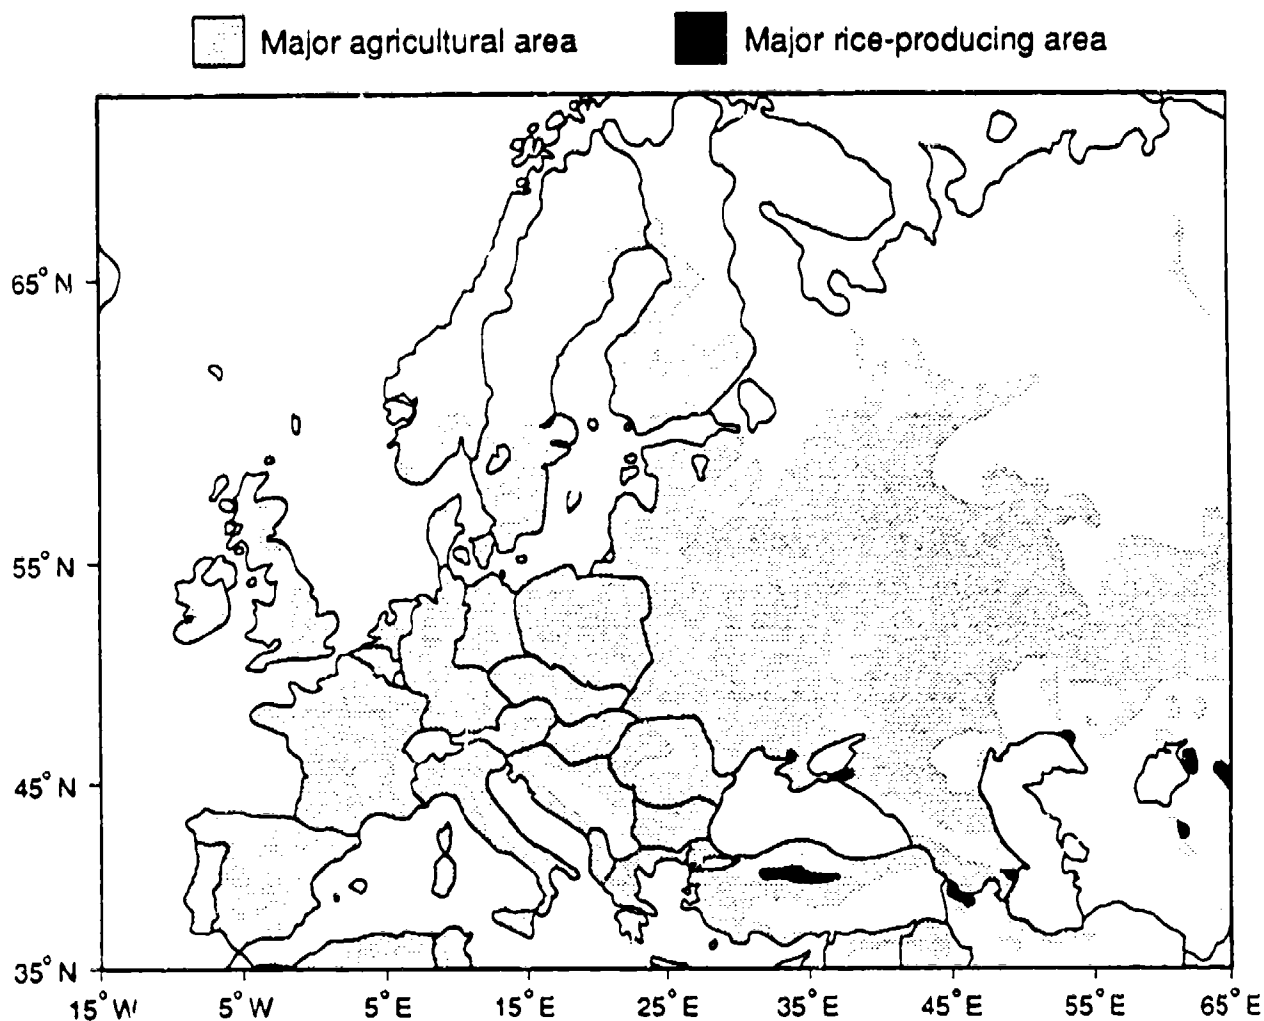 Major agricultural area
Major rice-producing area
65° N
55° N
45° N
35° N
15° W
5° W
5° E
15° E
25° E
35° E
45° E
55° E
65° E